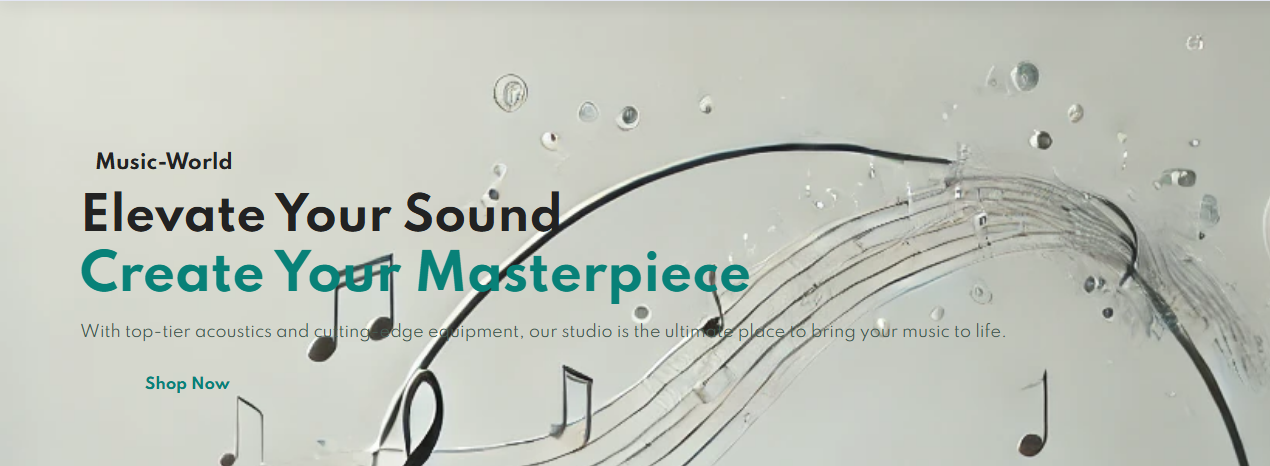 Music-World
Elevate Your Sound
Create Your Masterpiece
With top-tier acoustics and cutting-edge equipment, our studio is the ultimate place to bring your music to life.
Shop Now